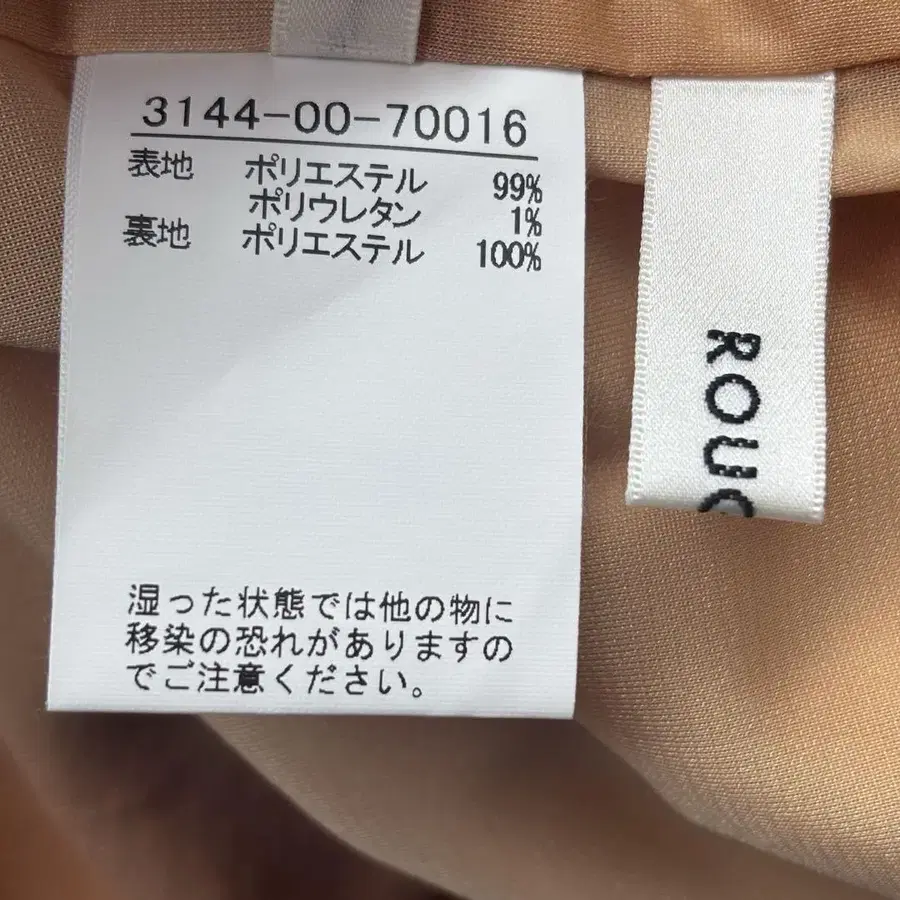 3144-00-70016
表地 ポリエステル 99%
ポリウレタン 1%
裏地 ポリエステル 100%
湿った状態では他の物に
移染の恐れがありますの
でご注意ください。
ROU